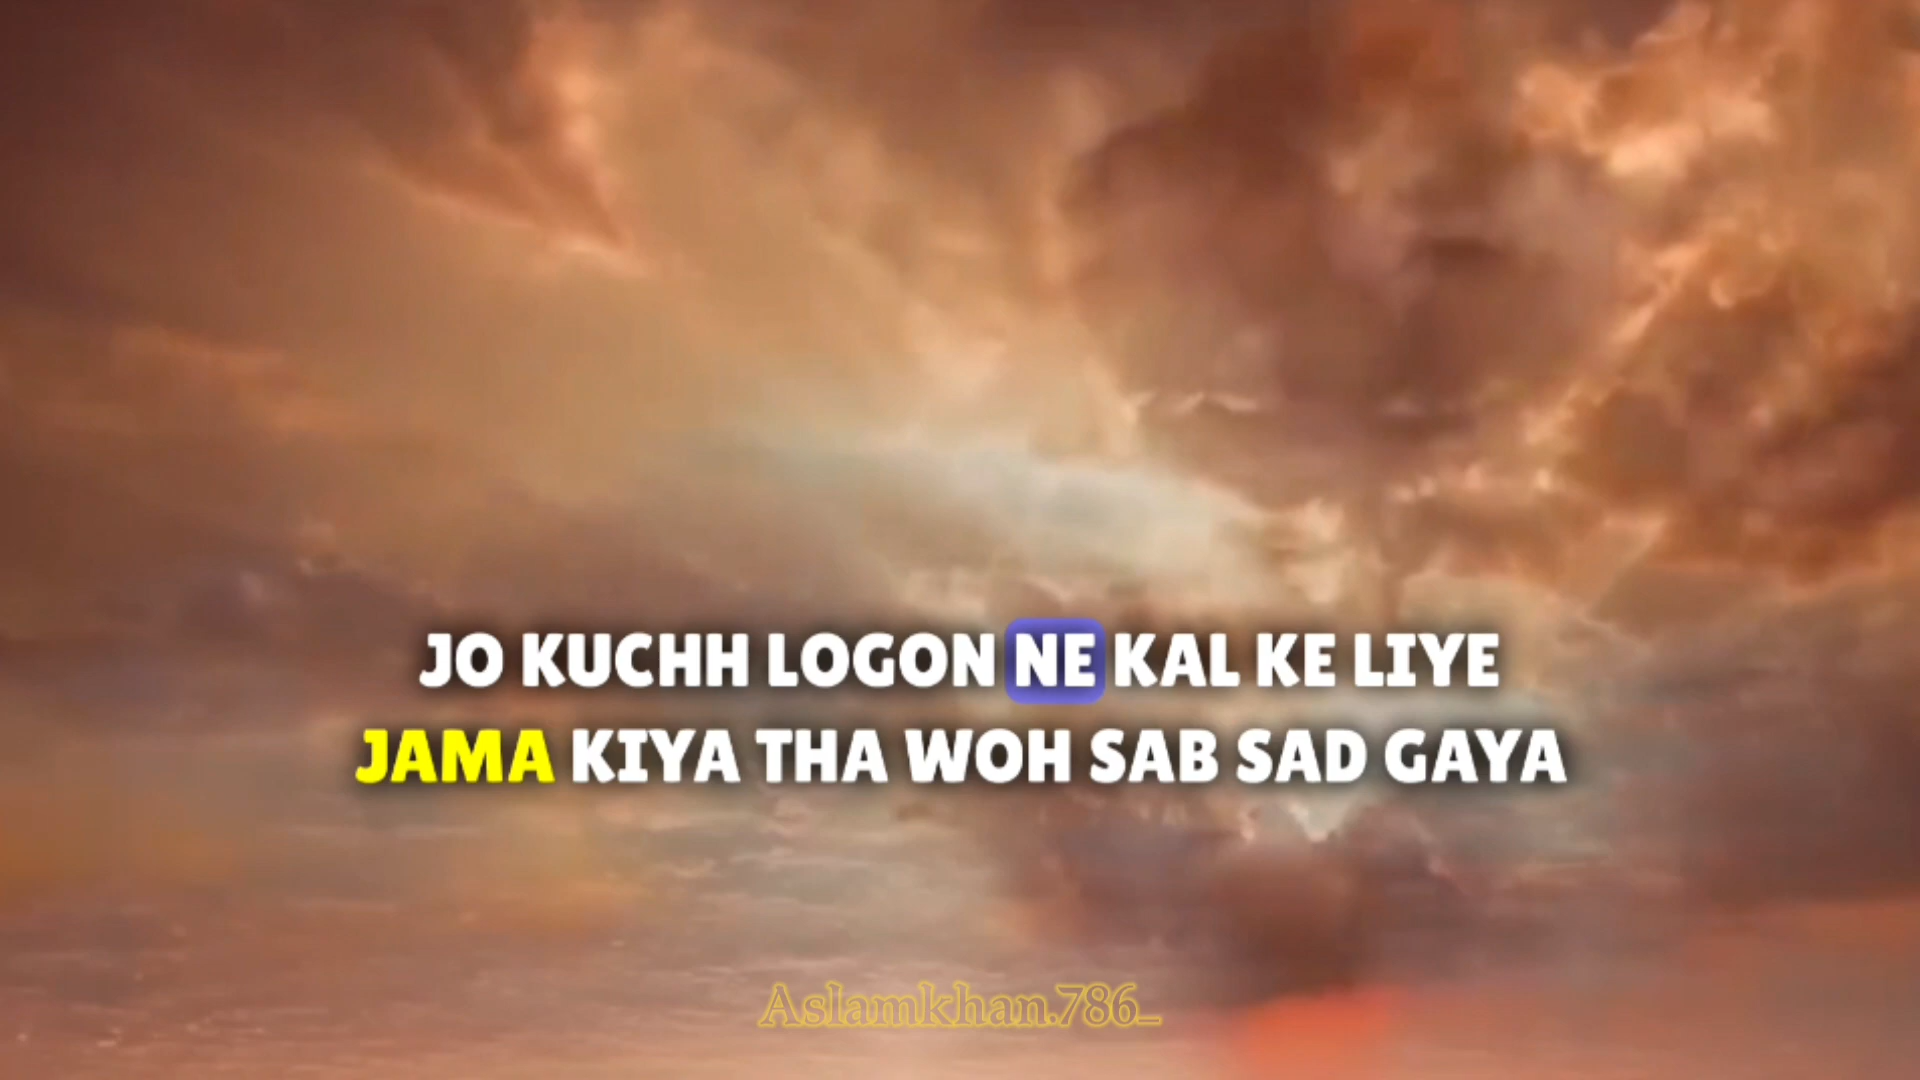 JO KUCHH LOGON NE KAL KE LIYE
JAMA KIYA THA WOH SAB SAD GAYA
Aslamkhan.786_